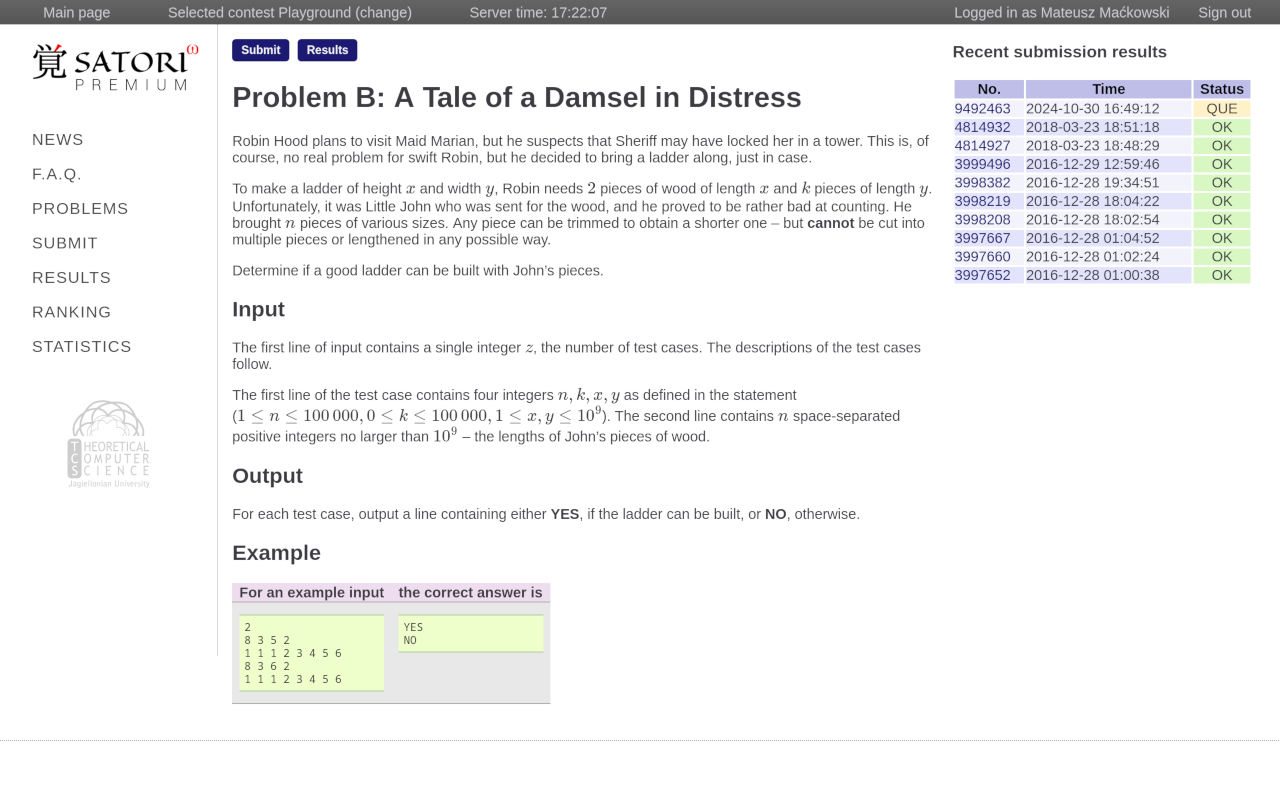 Main page Selected contest Playground (change) Server time: 17:22:07 Logged in as Mateusz Maćkowski Sign out
覚 SATORI (ω)
PREMIUM
NEWS
F.A.Q.
PROBLEMS
SUBMIT
RESULTS
RANKING
STATISTICS
THEORETICAL
COMPUTER
SCIENCE
Jagiellonian University
Submit Results
Problem B: A Tale of a Damsel in Distress
Robin Hood plans to visit Maid Marian, but he suspects that Sheriff may have locked her in a tower. This is, of
course, no real problem for swift Robin, but he decided to bring a ladder along, just in case.
To make a ladder of height x and width y, Robin needs 2 pieces of wood of length x and k pieces of length y.
Unfortunately, it was Little John who was sent for the wood, and he proved to be rather bad at counting. He
brought n pieces of various sizes. Any piece can be trimmed to obtain a shorter one – but cannot be cut into
multiple pieces or lengthened in any possible way.
Determine if a good ladder can be built with John's pieces.
Input
The first line of input contains a single integer z, the number of test cases. The descriptions of the test cases
follow.
The first line of the test case contains four integers n, k, x, y as defined in the statement
(1 ≤ n ≤ 100 000, 0 ≤ k ≤ 100 000, 1 ≤ x, y ≤ 10⁹). The second line contains n space-separated
positive integers no larger than 10⁹ – the lengths of John's pieces of wood.
Output
For each test case, output a line containing either YES, if the ladder can be built, or NO, otherwise.
Example
For an example input the correct answer is
2
8 3 5 2
1 1 1 2 3 4 5 6
8 3 6 2
1 1 1 2 3 4 5 6
YES
NO
Recent submission results
No. Time Status
9492463 2024-10-30 16:49:12 QUE
4814932 2018-03-23 18:51:18 OK
4814927 2018-03-23 18:48:29 OK
3999496 2016-12-29 12:59:46 OK
3998382 2016-12-28 19:34:51 OK
3998219 2016-12-28 18:04:22 OK
3998208 2016-12-28 18:02:54 OK
3997667 2016-12-28 01:04:52 OK
3997660 2016-12-28 01:02:24 OK
3997652 2016-12-28 01:00:38 OK